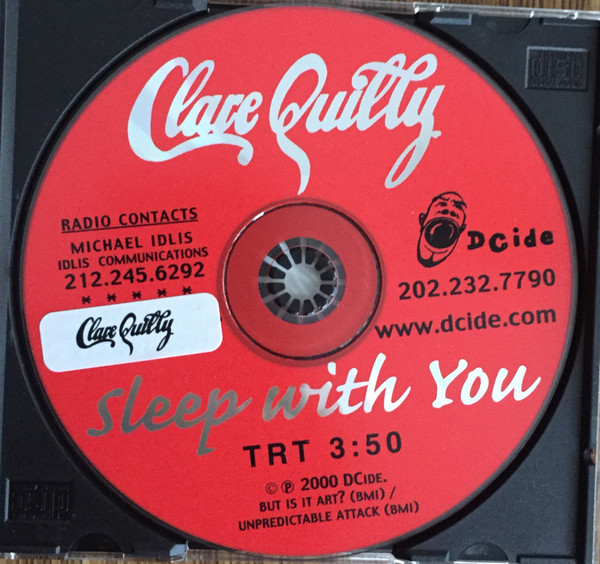 Clare Quilty
RADIO CONTACTS
MICHAEL IDLIS
IDLIS COMMUNICATIONS
212.245.6292
* * * * *
Clare Quilty
DCide
202.232.7790
www.dcide.com
Sleep with You
TRT 3:50
© ℗ 2000 DCIDE.
BUT IS IT ART? (BMI) /
UNPREDICTABLE ATTACK (BMI)
disc